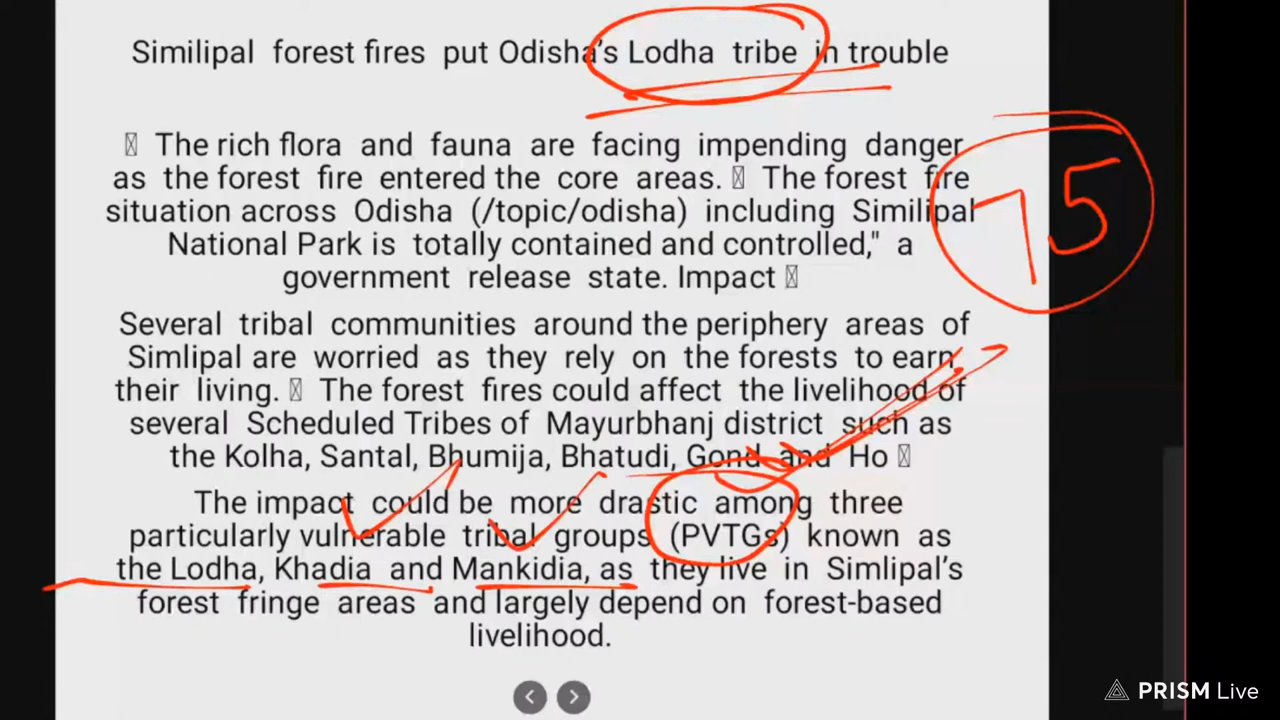 Similipal forest fires put Odisha's Lodha tribe in trouble
The rich flora and fauna are facing impending danger
as the forest fire entered the core areas. The forest fire
situation across Odisha (/topic/odisha) including Similipal
National Park is totally contained and controlled," a
government release state. Impact
75
Several tribal communities around the periphery areas of
Simlipal are worried as they rely on the forests to earn
their living. The forest fires could affect the livelihood of
several Scheduled Tribes of Mayurbhanj district such as
the Kolha, Santal, Bhumija, Bhatudi, Gond and Ho
The impact could be more drastic among three
particularly vulnerable tribal groups (PVTGs) known as
the Lodha, Khadia and Mankidia, as they live in Simlipal's
forest fringe areas and largely depend on forest-based
livelihood.
PRISM Live